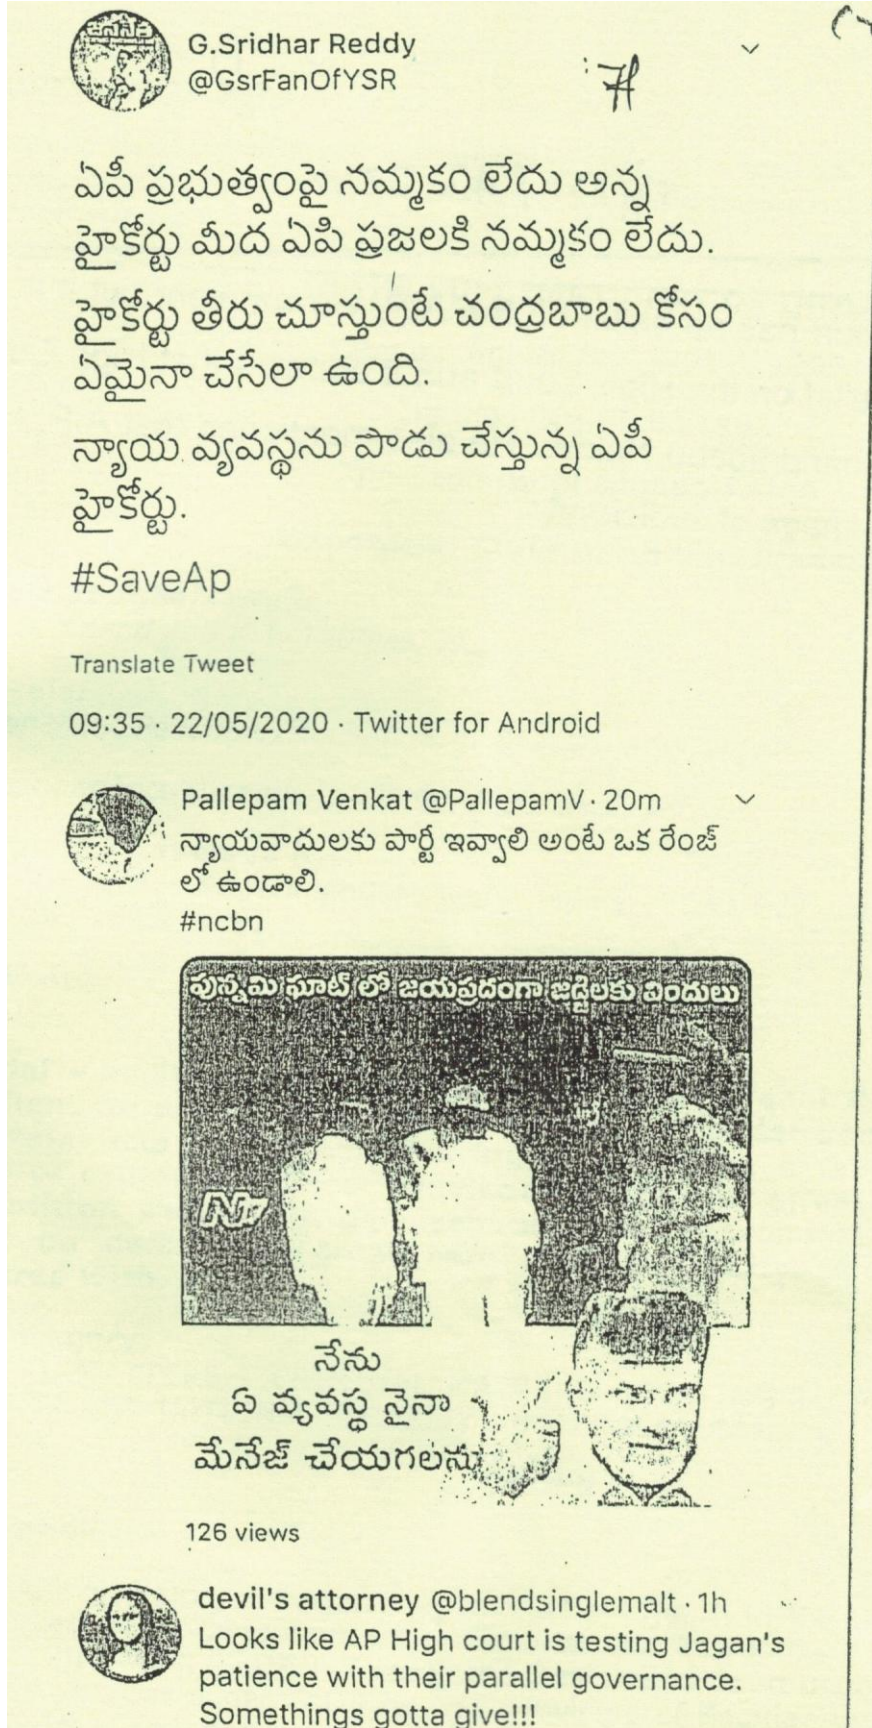 G.Sridhar Reddy
@GsrFanOfYSR
ఏపీ ప్రభుత్వంపై నమ్మకం లేదు అన్న
హైకోర్టు మీద ఏపి ప్రజలకి నమ్మకం లేదు.
హైకోర్టు తీరు చూస్తుంటే చంద్రబాబు కోసం
ఏమైనా చేసేలా ఉంది.
న్యాయ వ్యవస్థను పాడు చేస్తున్న ఏపీ
హైకోర్టు.
#SaveAp
Translate Tweet
09:35 · 22/05/2020 · Twitter for Android
Pallepam Venkat @PallepamV · 20m
న్యాయవాదులకు పార్టీ ఇవ్వాలి అంటే ఒక రేంజ్
లో ఉండాలి.
#ncbn
పున్నమి ఘాట్ లో జయప్రదంగా జడ్జిలకు విందులు
నేను
ఏ వ్యవస్థ నైనా
మేనేజ్ చేయగలను
126 views
devil's attorney @blendsinglemalt · 1h
Looks like AP High court is testing Jagan's
patience with their parallel governance.
Somethings gotta give!!!